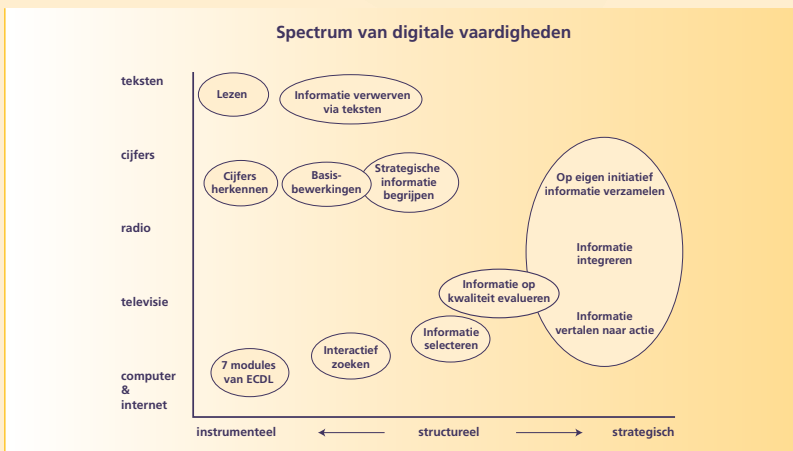 Spectrum van digitale vaardigheden
teksten
Lezen
Informatie verwerven
via teksten
cijfers
Cijfers
herkennen
Basis-
bewerkingen
Strategische
informatie
begrijpen
Op eigen initiatief
informatie verzamelen
radio
Informatie
integreren
televisie
Informatie op
kwaliteit evalueren
Informatie
vertalen naar actie
Informatie
selecteren
Interactief
zoeken
7 modules
van ECDL
computer
&
internet
instrumenteel
structureel
strategisch